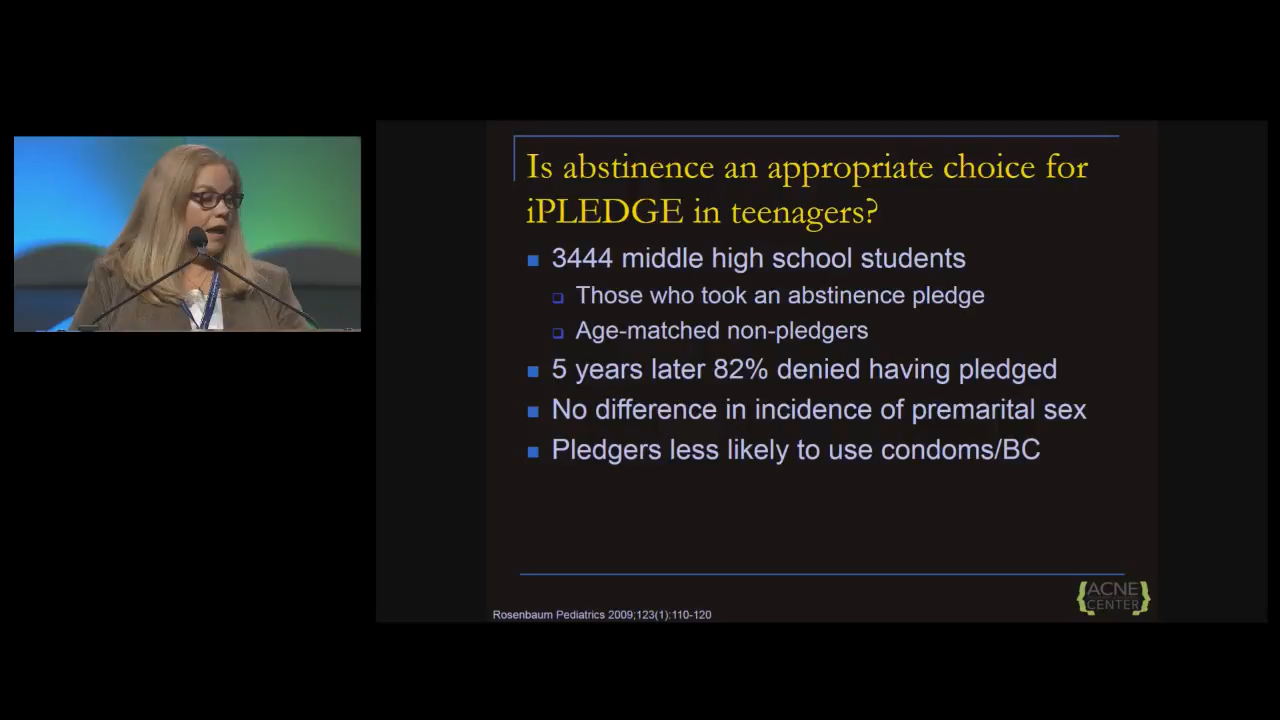 Is abstinence an appropriate choice for
iPLEDGE in teenagers?
3444 middle high school students
Those who took an abstinence pledge
Age-matched non-pledgers
5 years later 82% denied having pledged
No difference in incidence of premarital sex
Pledgers less likely to use condoms/BC
Rosenbaum Pediatrics 2009;123(1):110-120
{ACNE
CENTER}